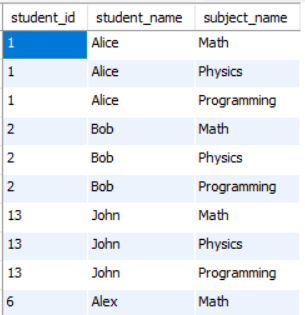 student_id student_name subject_name
1 Alice Math
1 Alice Physics
1 Alice Programming
2 Bob Math
2 Bob Physics
2 Bob Programming
13 John Math
13 John Physics
13 John Programming
6 Alex Math